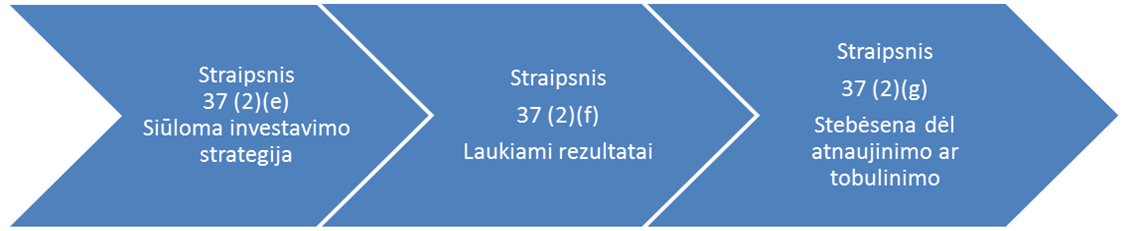 Straipsnis
37 (2)(e)
Siūloma investavimo
strategija
Straipsnis
37 (2)(f)
Laukiami rezultatai
Straipsnis
37 (2)(g)
Stebėsena dėl
atnaujinimo ar
tobulinimo